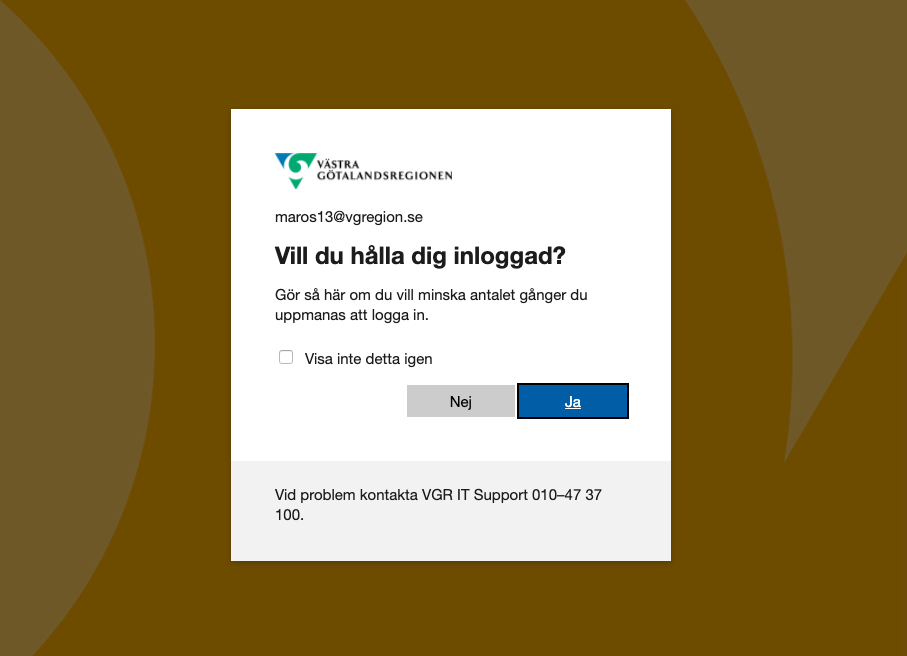 VÄSTRA
GÖTALANDSREGIONEN
maros13@vgregion.se
Vill du hålla dig inloggad?
Gör så här om du vill minska antalet gånger du
uppmanas att logga in.
Visa inte detta igen
Nej
Ja
Vid problem kontakta VGR IT Support 010–47 37
100.